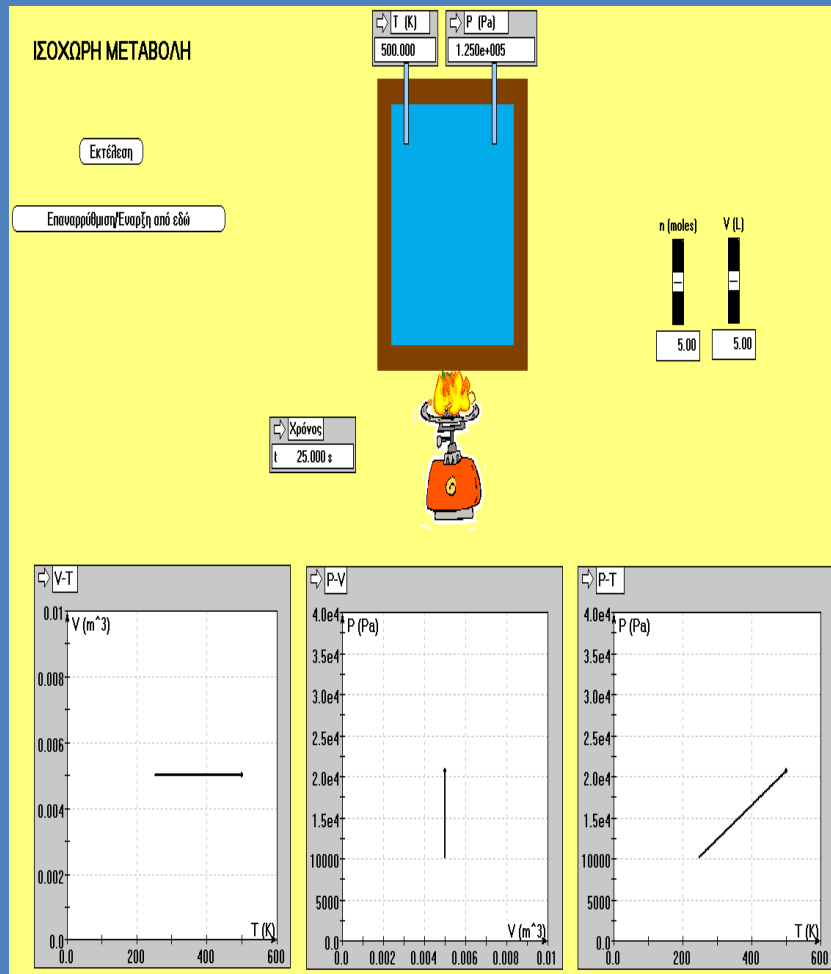 ΙΣΟΧΩΡΗ ΜΕΤΑΒΟΛΗ
T (K)
P (Pa)
500.000
1.250e+005
Εκτέλεση
Επαναρρύθμιση/Έναρξη από εδώ
n (moles)
V (L)
5.00
5.00
Χρόνος
t 25.000 s
V-T
V (m^3)
0.01
0.008
0.006
0.004
0.002
0.0
T (K)
0.0 200 400 600
P-V
P (Pa)
4.0e4
3.5e4
3.0e4
2.5e4
2.0e4
1.5e4
10000
5000
0.0
V (m^3)
0.0 0.002 0.004 0.006 0.008 0.01
P-T
P (Pa)
4.0e4
3.5e4
3.0e4
2.5e4
2.0e4
1.5e4
10000
5000
0.0
T (K)
0.0 200 400 600